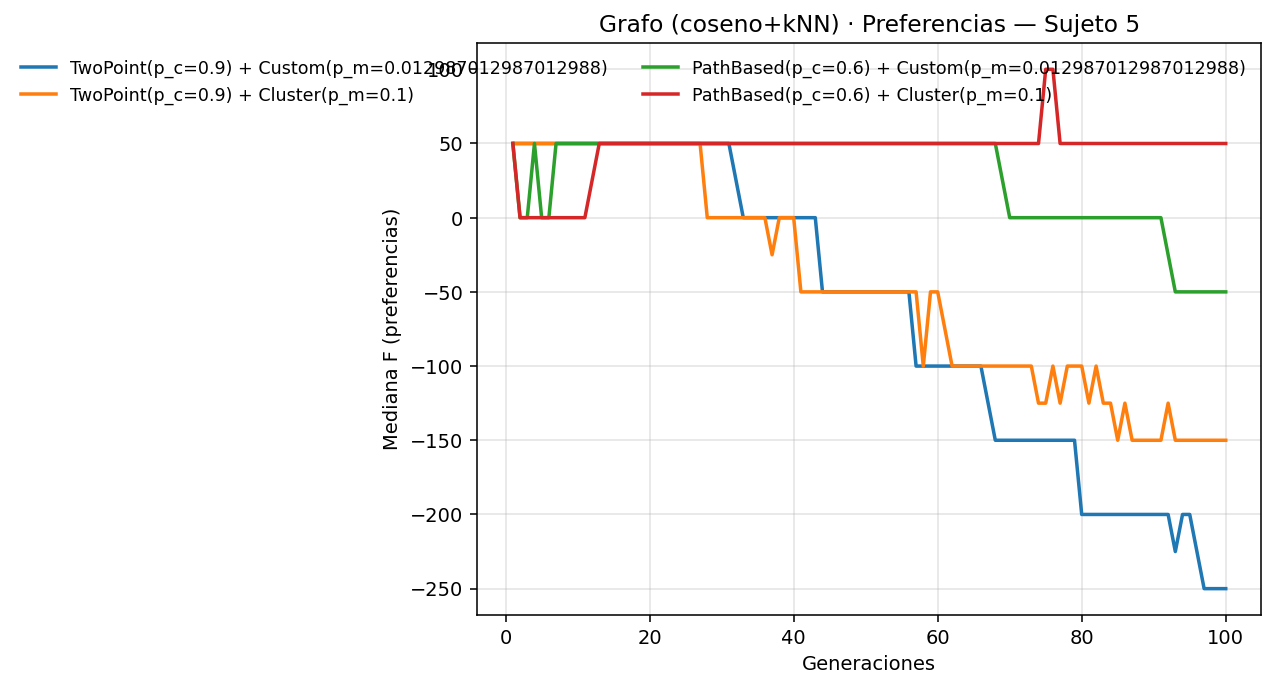 Grafo (coseno+kNN) · Preferencias — Sujeto 5
TwoPoint(p_c=0.9) + Custom(p_m=0.012987012987012988)
TwoPoint(p_c=0.9) + Cluster(p_m=0.1)
PathBased(p_c=0.6) + Custom(p_m=0.012987012987012988)
PathBased(p_c=0.6) + Cluster(p_m=0.1)
Mediana F (preferencias)
100
50
0
−50
−100
−150
−200
−250
0 20 40 60 80 100
Generaciones